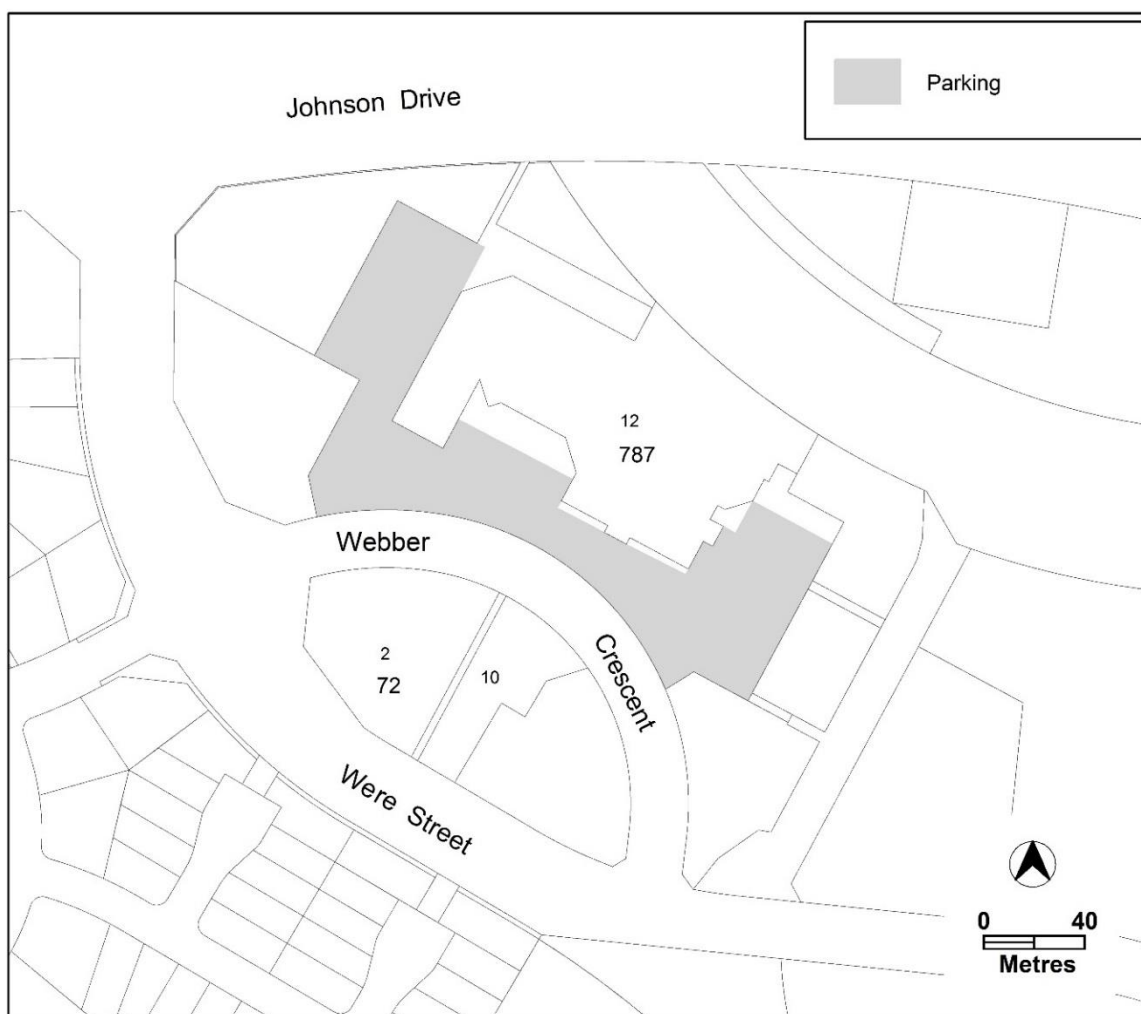 Parking
Johnson Drive
12
787
Webber
Crescent
2
72
10
Were Street
0 40
Metres